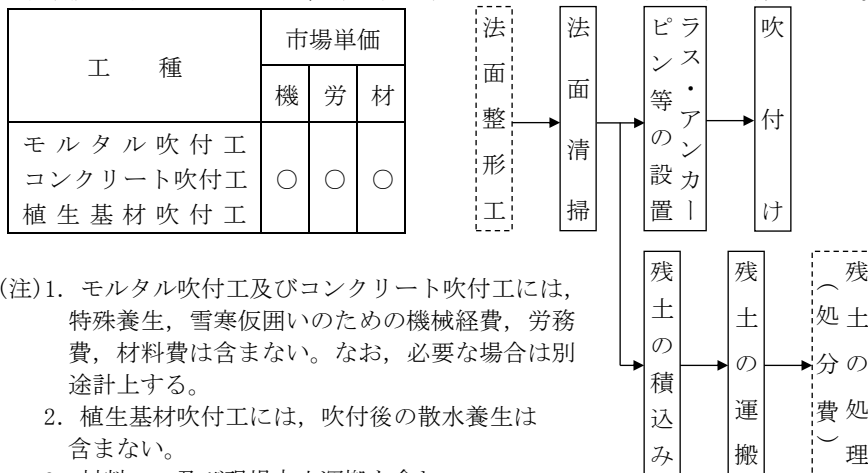 工　　種
市場単価
機 労 材
モルタル吹付工
コンクリート吹付工
植生基材吹付工
○ ○ ○
法面整形工
法面清掃
ラス・アンカー
ピン等の設置
吹付け
残土の積込み
残土の運搬
残土の処理
（処分費）
(注)1. モルタル吹付工及びコンクリート吹付工には，
特殊養生，雪寒仮囲いのための機械経費，労務
費，材料費は含まない。なお，必要な場合は別
途計上する。
2. 植生基材吹付工には，吹付後の散水養生は
含まない。